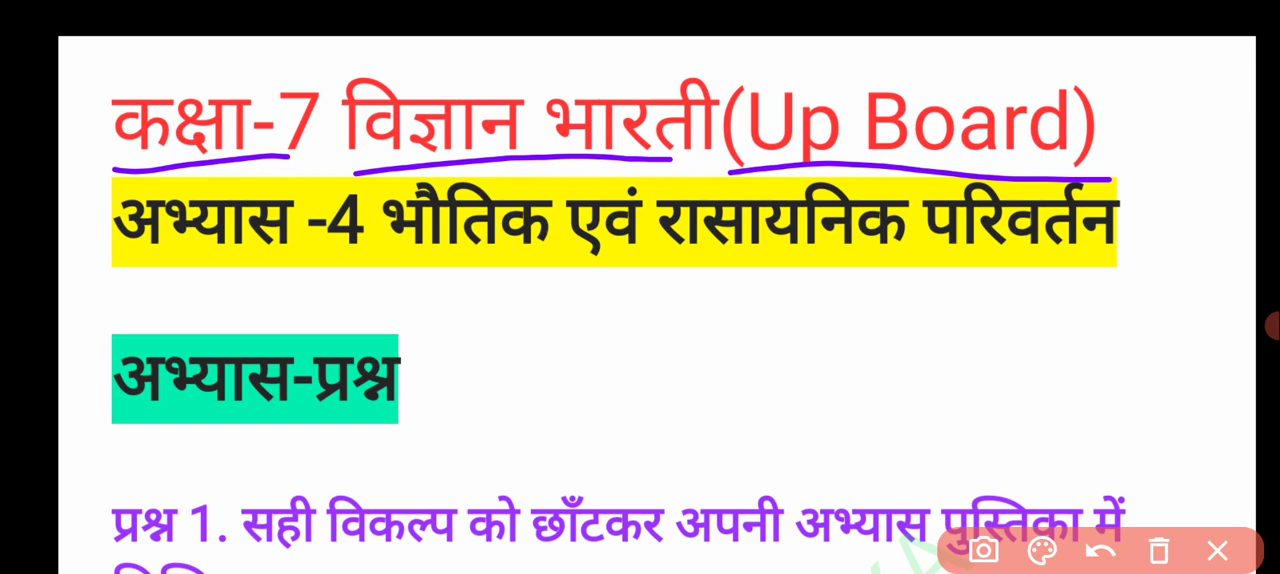 कक्षा-7 विज्ञान भारती(Up Board)
अभ्यास -4 भौतिक एवं रासायनिक परिवर्तन
अभ्यास-प्रश्न
प्रश्न 1. सही विकल्प को छाँटकर अपनी अभ्यास पुस्तिका में